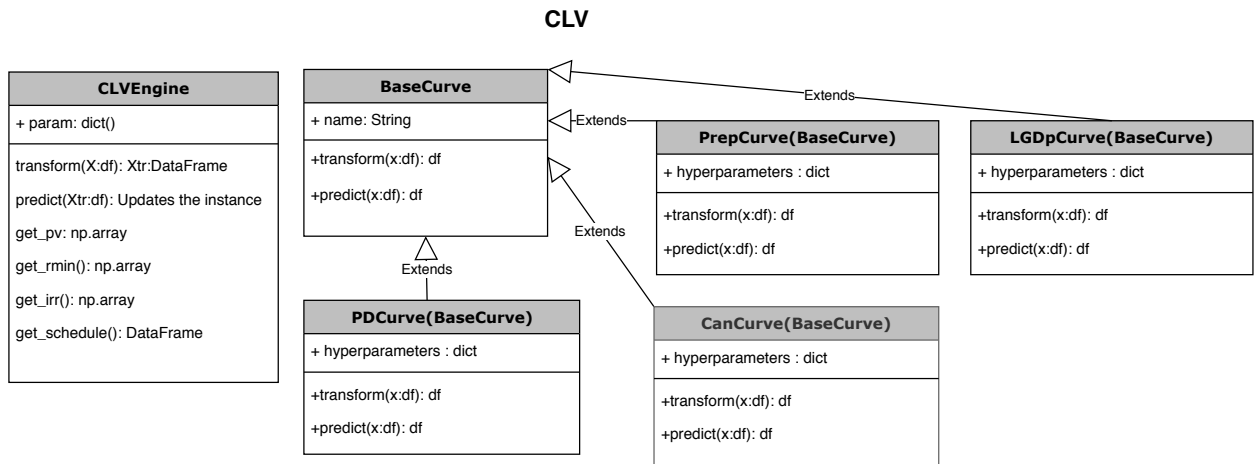 CLV
CLVEngine
+ param: dict()
transform(X:df): Xtr:DataFrame
predict(Xtr:df): Updates the instance
get_pv: np.array
get_rmin(): np.array
get_irr(): np.array
get_schedule(): DataFrame
BaseCurve
+ name: String
+transform(x:df): df
+predict(x:df): df
Extends
Extends
Extends
Extends
PrepCurve(BaseCurve)
+ hyperparameters : dict
+transform(x:df): df
+predict(x:df): df
LGDpCurve(BaseCurve)
+ hyperparameters : dict
+transform(x:df): df
+predict(x:df): df
PDCurve(BaseCurve)
+ hyperparameters : dict
+transform(x:df): df
+predict(x:df): df
CanCurve(BaseCurve)
+ hyperparameters : dict
+transform(x:df): df
+predict(x:df): df